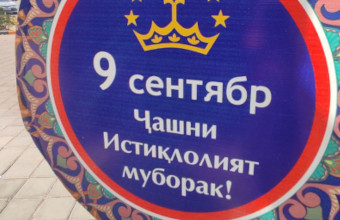 9 сентябр
Ҷашни
Истиқлолият
муборак!